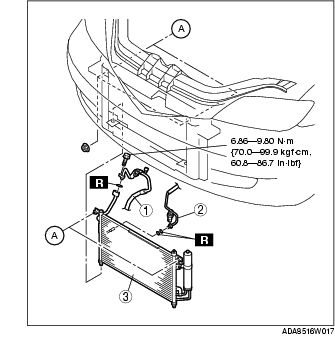 A
6.86—9.80 N·m
{70.0—99.9 kgf·cm,
60.8—86.7 in·lbf}
R
1
2
A
R
3
ADA8516W017